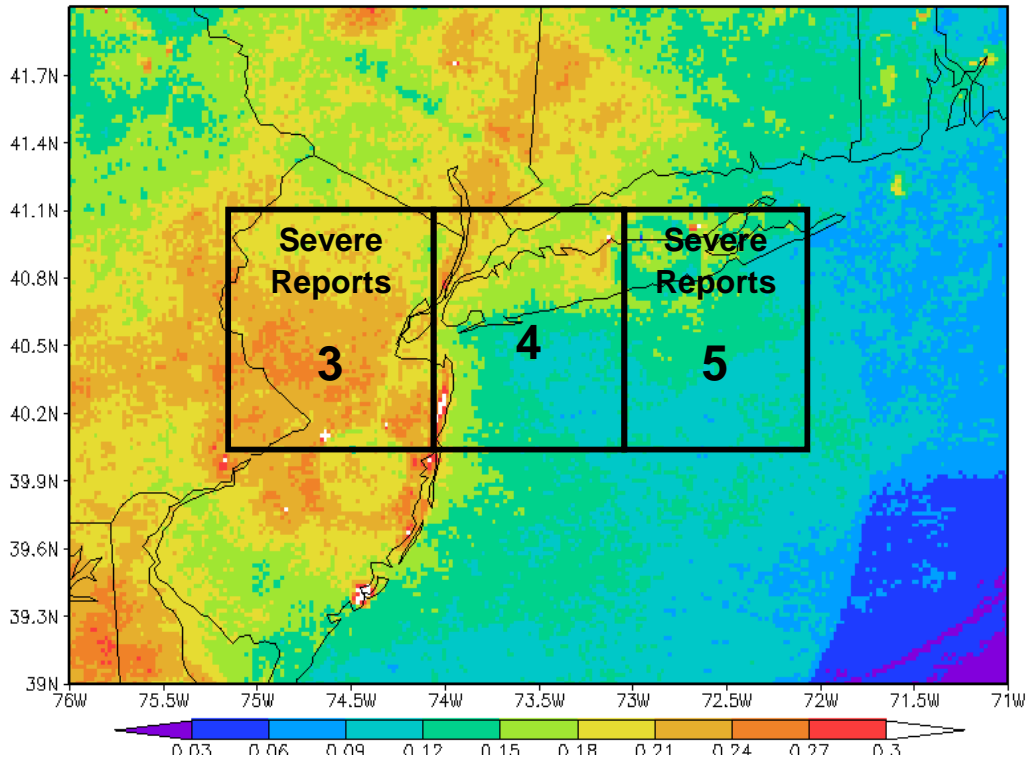 41.7N
41.4N
41.1N
Severe Severe
Reports Reports
40.8N
40.5N
3 4 5
40.2N
39.9N
39.6N
39.3N
39N
76W 75.5W 75W 74.5W 74W 73.5W 73W 72.5W 72W 71.5W 71W
0.03 0.06 0.09 0.12 0.15 0.18 0.21 0.24 0.27 0.3